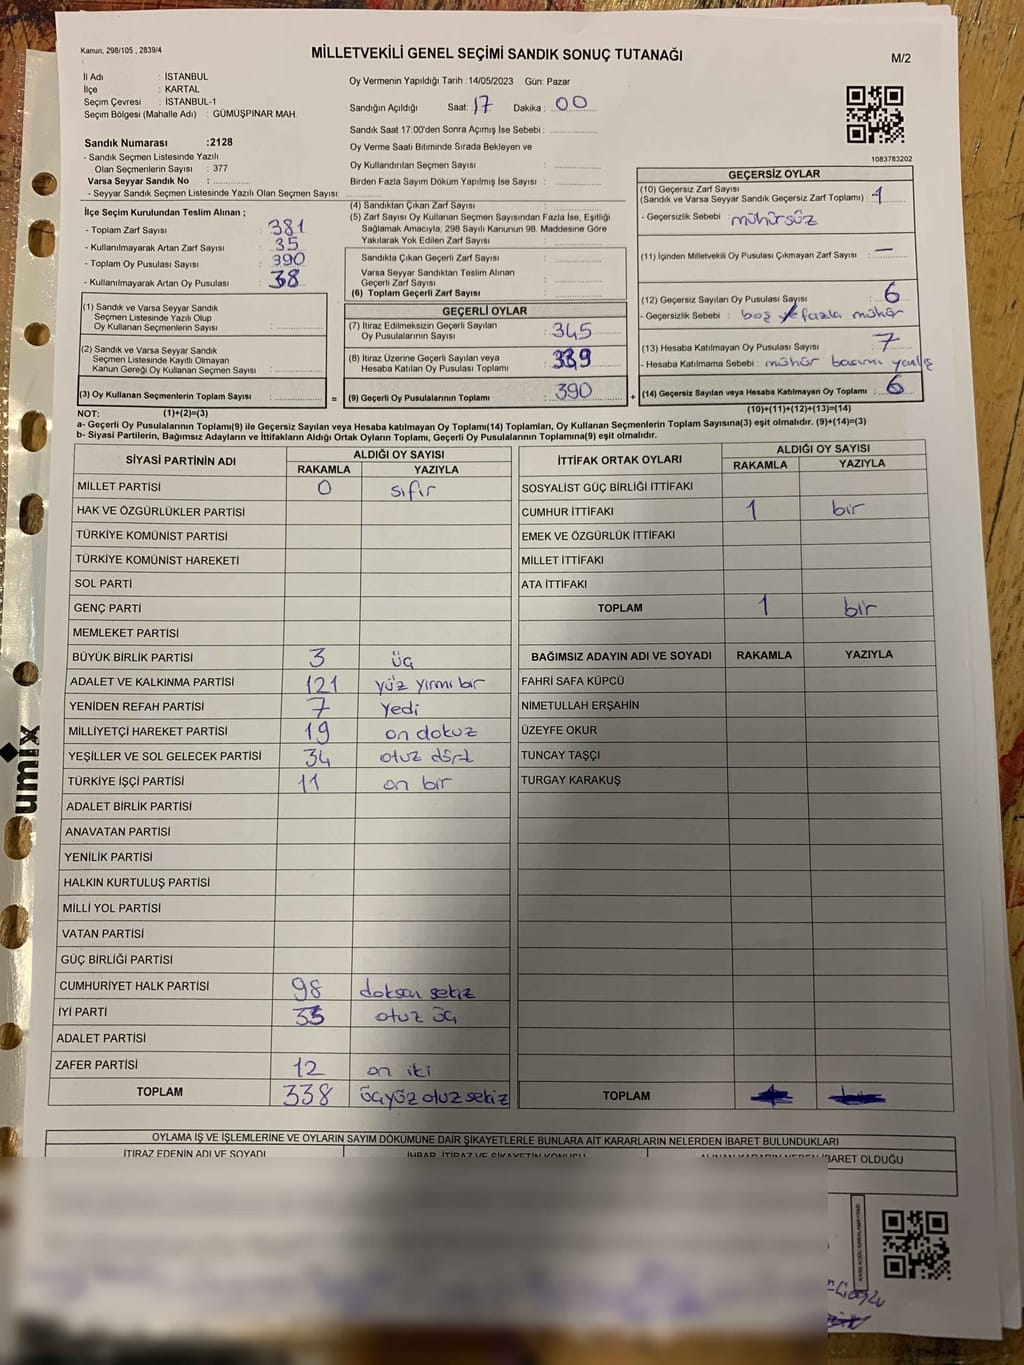 Kanun, 298/105 , 2839/4
MİLLETVEKİLİ GENEL SEÇİMİ SANDIK SONUÇ TUTANAĞI
M/2
İl Adı : İSTANBUL
İlçe : KARTAL
Seçim Çevresi : İSTANBUL-1
Seçim Bölgesi (Mahalle Adı) : GÜMÜŞPINAR MAH.
Oy Vermenin Yapıldığı Tarih :14/05/2023 Gün: Pazar
Sandığın Açıldığı Saat: 17 Dakika : 00
Sandık Saat 17:00'den Sonra Açımış İse Sebebi :
Oy Verme Saati Bitiminde Sırada Bekleyen ve
Oy Kullandırılan Seçmen Sayısı :
Birden Fazla Sayım Döküm Yapılmış İse Sayısı :
1083783202
Sandık Numarası :2128
- Sandık Seçmen Listesinde Yazılı
Olan Seçmenlerin Sayısı : 377
Varsa Seyyar Sandık No :
- Seyyar Sandık Seçmen Listesinde Yazılı Olan Seçmen Sayısı:
İlçe Seçim Kurulundan Teslim Alınan ;
- Toplam Zarf Sayısı : 381
- Kullanılmayarak Artan Zarf Sayısı : 35
- Toplam Oy Pusulası Sayısı : 390
- Kullanılmayarak Artan Oy Pusulası : 38
(4) Sandıktan Çıkan Zarf Sayısı :
(5) Zarf Sayısı Oy Kullanan Seçmen Sayısından Fazla İse, Eşitliği
Sağlamak Amacıyla, 298 Sayılı Kanunun 98. Maddesine Göre
Yakılarak Yok Edilen Zarf Sayısı :
Sandıkta Çıkan Geçerli Zarf Sayısı :
Varsa Seyyar Sandıktan Teslim Alınan
Geçerli Zarf Sayısı :
(6) Toplam Geçerli Zarf Sayısı :
GEÇERSİZ OYLAR
(10) Geçersiz Zarf Sayısı
(Sandık ve Varsa Seyyar Sandık Geçersiz Zarf Toplamı) : 1
- Geçersizlik Sebebi : mühürsüz
(11) İçinden Milletvekili Oy Pusulası Çıkmayan Zarf Sayısı : —
(12) Geçersiz Sayılan Oy Pusulası Sayısı : 6
- Geçersizlik Sebebi : boş fazla mühür
(13) Hesaba Katılmayan Oy Pusulası Sayısı : 7
- Hesaba Katılmama Sebebi : mühür basımı yanlış
(14) Geçersiz Sayılan veya Hesaba Katılmayan Oy Toplamı : 6
(10)+(11)+(12)+(13)=(14)
(1) Sandık ve Varsa Seyyar Sandık
Seçmen Listesinde Yazılı Olup
Oy Kullanan Seçmenlerin Sayısı :
(2) Sandık ve Varsa Seyyar Sandık
Seçmen Listesinde Kayıtlı Olmayan
Kanun Gereği Oy Kullanan Seçmen Sayısı :
(3) Oy Kullanan Seçmenlerin Toplam Sayısı : =
GEÇERLİ OYLAR
(7) İtiraz Edilmeksizin Geçerli Sayılan
Oy Pusulalarının Sayısı : 345
(8) İtiraz Üzerine Geçerli Sayılan veya
Hesaba Katılan Oy Pusulası Toplamı : 339
(9) Geçerli Oy Pusulalarının Toplamı : 390 +
NOT: (1)+(2)=(3)
a- Geçerli Oy Pusulalarının Toplam(9) ile Geçersiz Sayılan veya Hesaba katılmayan Oy Toplamı(14) Toplamları, Oy Kullanan Seçmenlerin Toplam Sayısına(3) eşit olmalıdır. (9)+(14)=(3)
b- Siyasi Partilerin, Bağımsız Adayların ve İttifakların Aldığı Ortak Oyların Toplamı, Geçerli Oy Pusulalarının Toplamına(9) eşit olmalıdır.
SİYASİ PARTİNİN ADI
ALDIĞI OY SAYISI
RAKAMLA YAZIYLA
MİLLET PARTİSİ 0 sıfır
HAK VE ÖZGÜRLÜKLER PARTİSİ
TÜRKİYE KOMÜNİST PARTİSİ
TÜRKİYE KOMÜNİST HAREKETİ
SOL PARTİ
GENÇ PARTİ
MEMLEKET PARTİSİ
BÜYÜK BİRLİK PARTİSİ 3 üç
ADALET VE KALKINMA PARTİSİ 121 yüz yirmi bir
YENİDEN REFAH PARTİSİ 7 Yedi
MİLLİYETÇİ HAREKET PARTİSİ 19 on dokuz
YEŞİLLER VE SOL GELECEK PARTİSİ 34 otuz dört
TÜRKİYE İŞÇİ PARTİSİ 11 on bir
ADALET BİRLİK PARTİSİ
ANAVATAN PARTİSİ
YENİLİK PARTİSİ
HALKIN KURTULUŞ PARTİSİ
MİLLİ YOL PARTİSİ
VATAN PARTİSİ
GÜÇ BİRLİĞİ PARTİSİ
CUMHURİYET HALK PARTİSİ 98 doksan sekiz
İYİ PARTİ 33 otuz üç
ADALET PARTİSİ
ZAFER PARTİSİ 12 on iki
TOPLAM 338 üçyüz otuz sekiz
İTTİFAK ORTAK OYLARI
ALDIĞI OY SAYISI
RAKAMLA YAZIYLA
SOSYALİST GÜÇ BİRLİĞİ İTTİFAKI
CUMHUR İTTİFAKI 1 bir
EMEK VE ÖZGÜRLÜK İTTİFAKI
MİLLET İTTİFAKI
ATA İTTİFAKI
TOPLAM 1 bir
BAĞIMSIZ ADAYIN ADI VE SOYADI RAKAMLA YAZIYLA
FAHRİ SAFA KÜPCÜ
NİMETULLAH ERŞAHİN
ÜZEYFE OKUR
TUNCAY TAŞÇI
TURGAY KARAKUŞ
TOPLAM
OYLAMA İŞ VE İŞLEMLERİNE VE OYLARIN SAYIM DÖKÜMÜNE DAİR ŞİKAYETLERLE BUNLARA AİT KARARLARIN NELERDEN İBARET BULUNDUKLARI
İTİRAZ EDENİN ADI VE SOYADI
İHBAR, İTİRAZ VE ŞİKAYETİN KONUSU
ALINAN KARARIN NEDEN İBARET OLDUĞU
umix